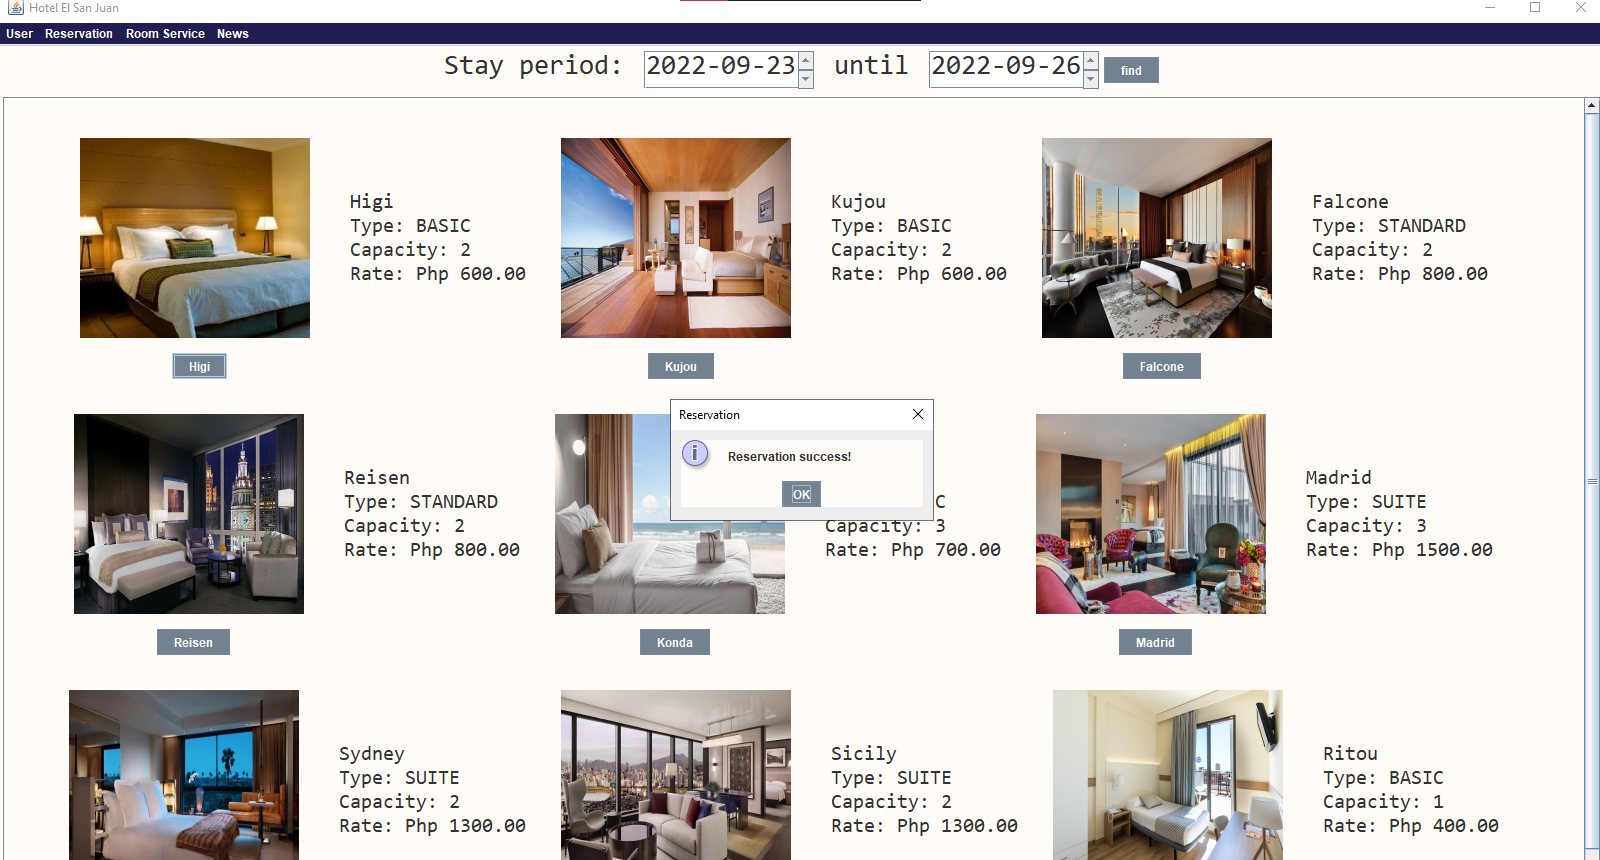 Hotel El San Juan
User Reservation Room Service News
Stay period: 2022-09-23 until 2022-09-26 find
Higi
Type: BASIC
Capacity: 2
Rate: Php 600.00
Higi
Kujou
Type: BASIC
Capacity: 2
Rate: Php 600.00
Kujou
Falcone
Type: STANDARD
Capacity: 2
Rate: Php 800.00
Falcone
Reservation
Reservation success!
OK
Reisen
Type: STANDARD
Capacity: 2
Rate: Php 800.00
Reisen
C
Capacity: 3
Rate: Php 700.00
Konda
Madrid
Type: SUITE
Capacity: 3
Rate: Php 1500.00
Madrid
Sydney
Type: SUITE
Capacity: 2
Rate: Php 1300.00
Sicily
Type: SUITE
Capacity: 2
Rate: Php 1300.00
Ritou
Type: BASIC
Capacity: 1
Rate: Php 400.00